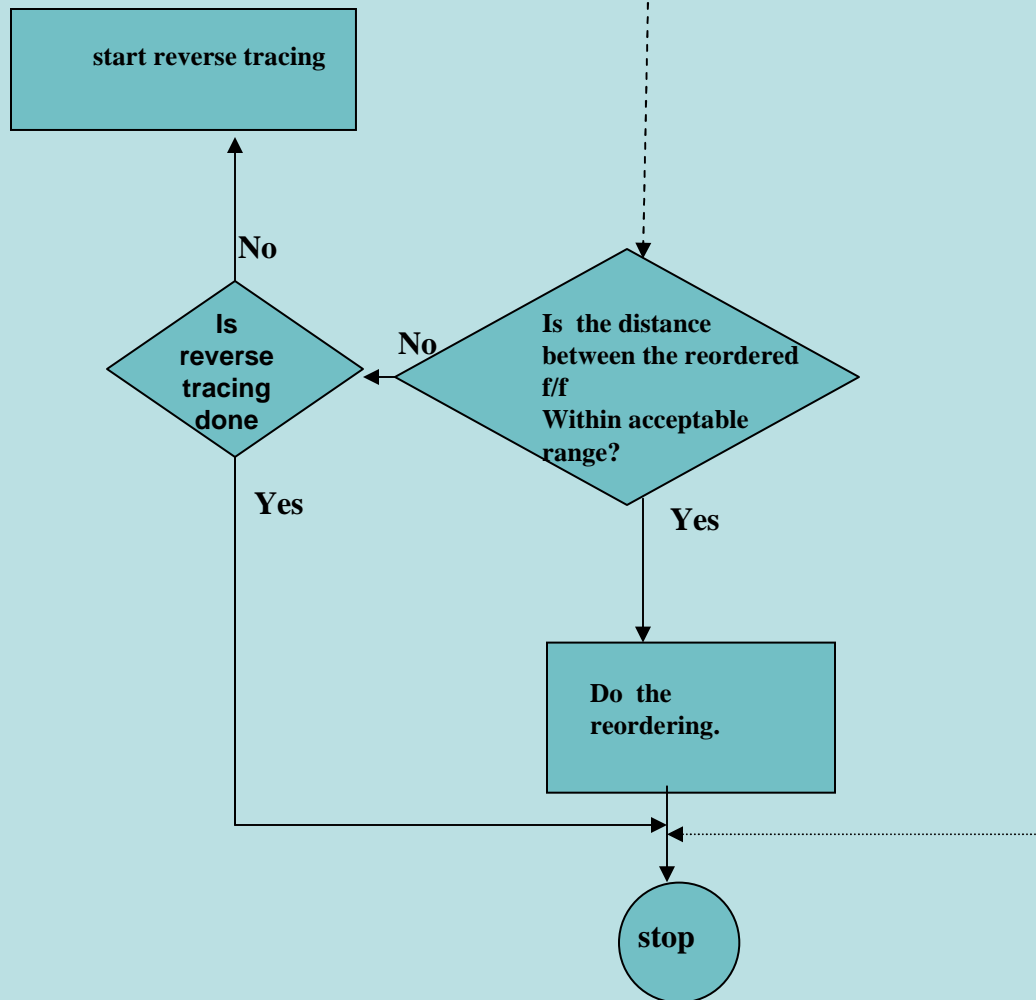 start reverse tracing
No
Is
reverse
tracing
done
No
Is the distance
between the reordered
f/f
Within acceptable
range?
Yes
Yes
Do the
reordering.
stop